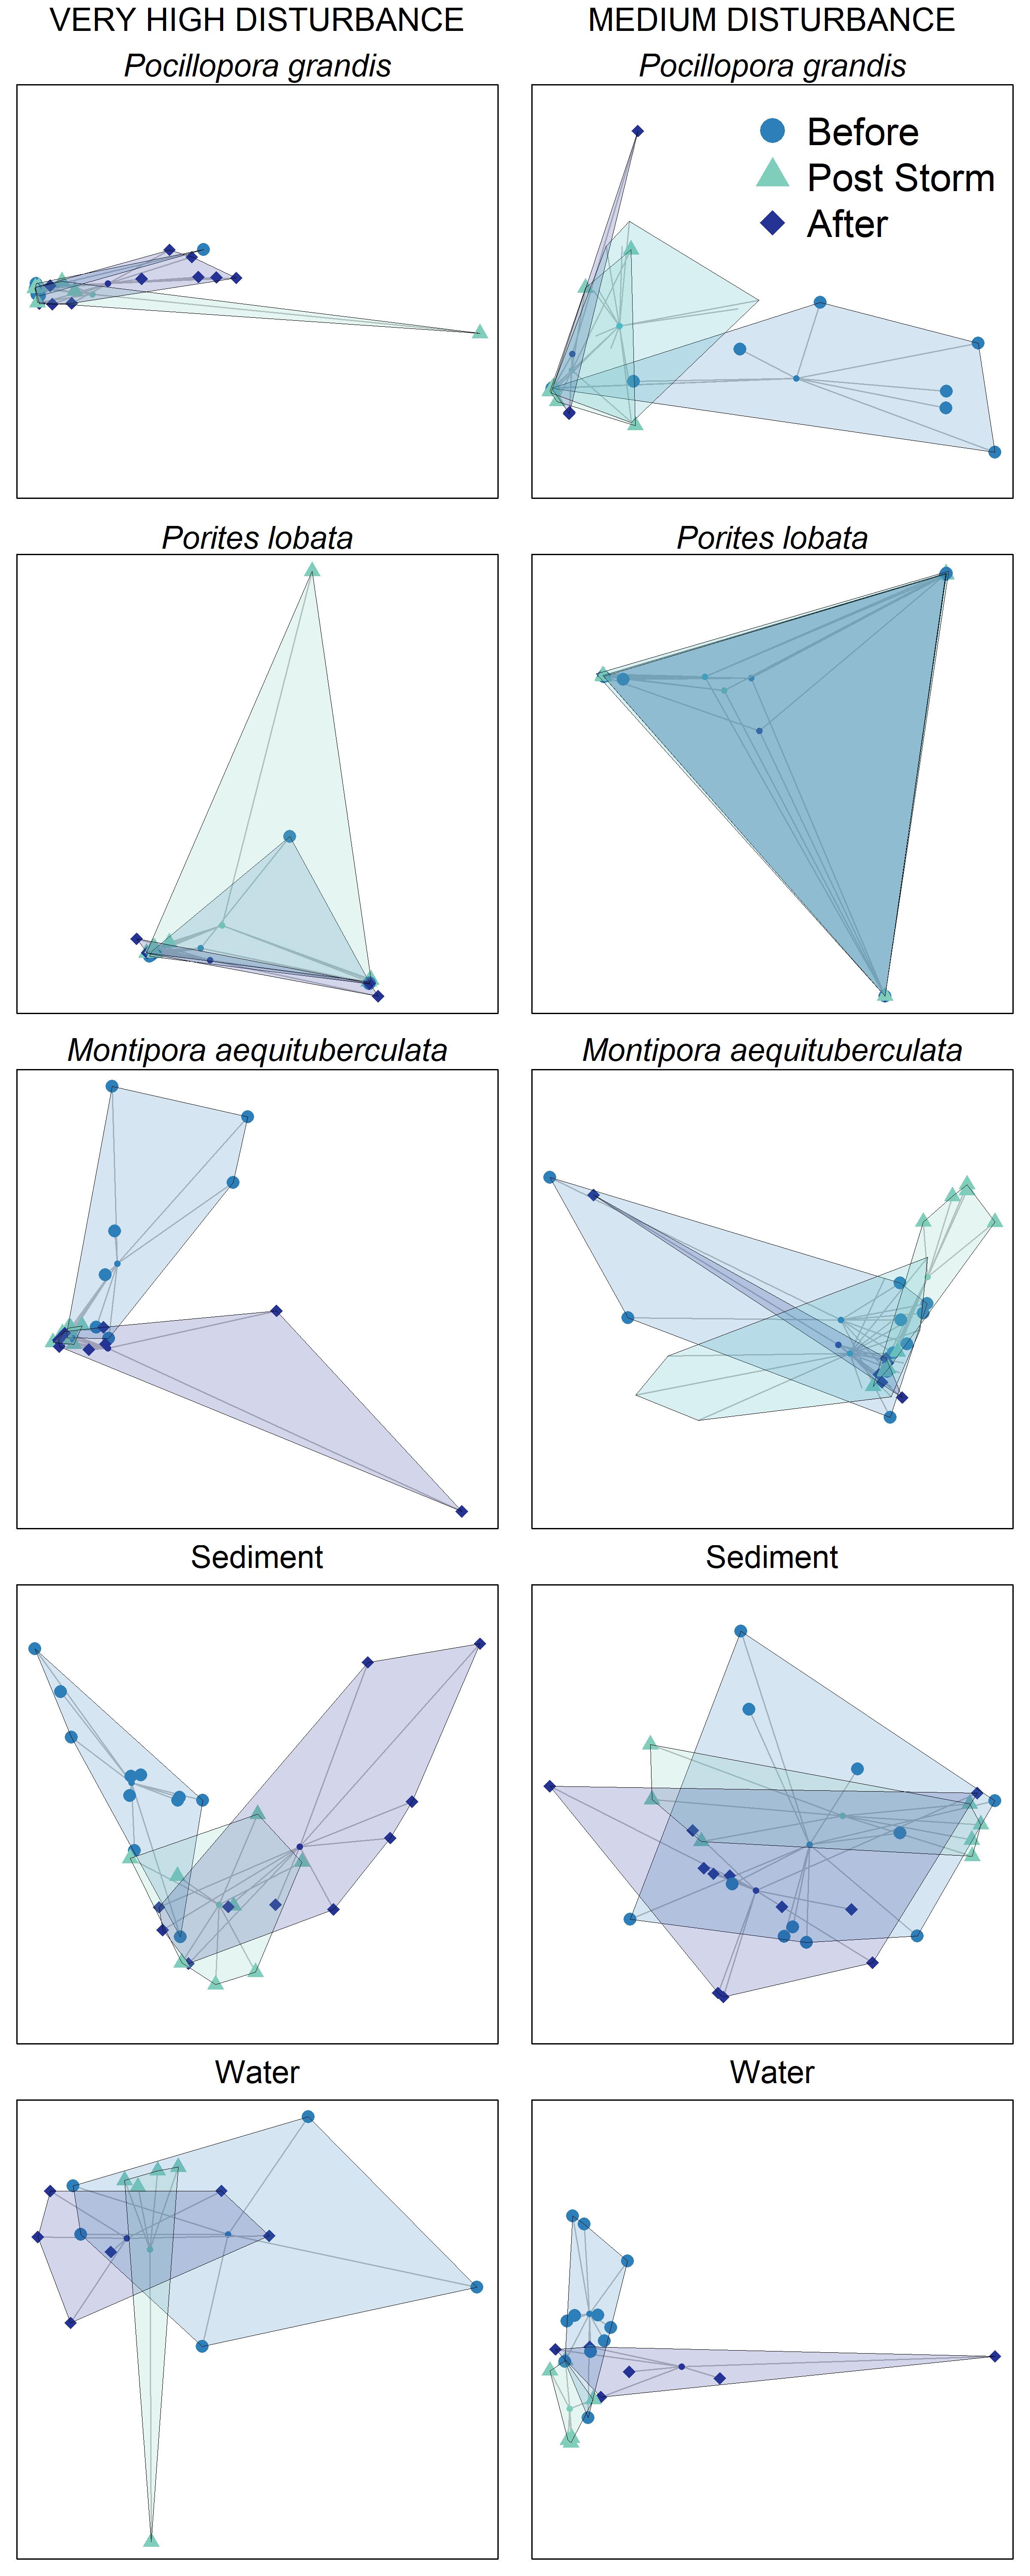 VERY HIGH DISTURBANCE
MEDIUM DISTURBANCE
Pocillopora grandis
Pocillopora grandis
Before
Post Storm
After
Porites lobata
Porites lobata
Montipora aequituberculata
Montipora aequituberculata
Sediment
Sediment
Water
Water